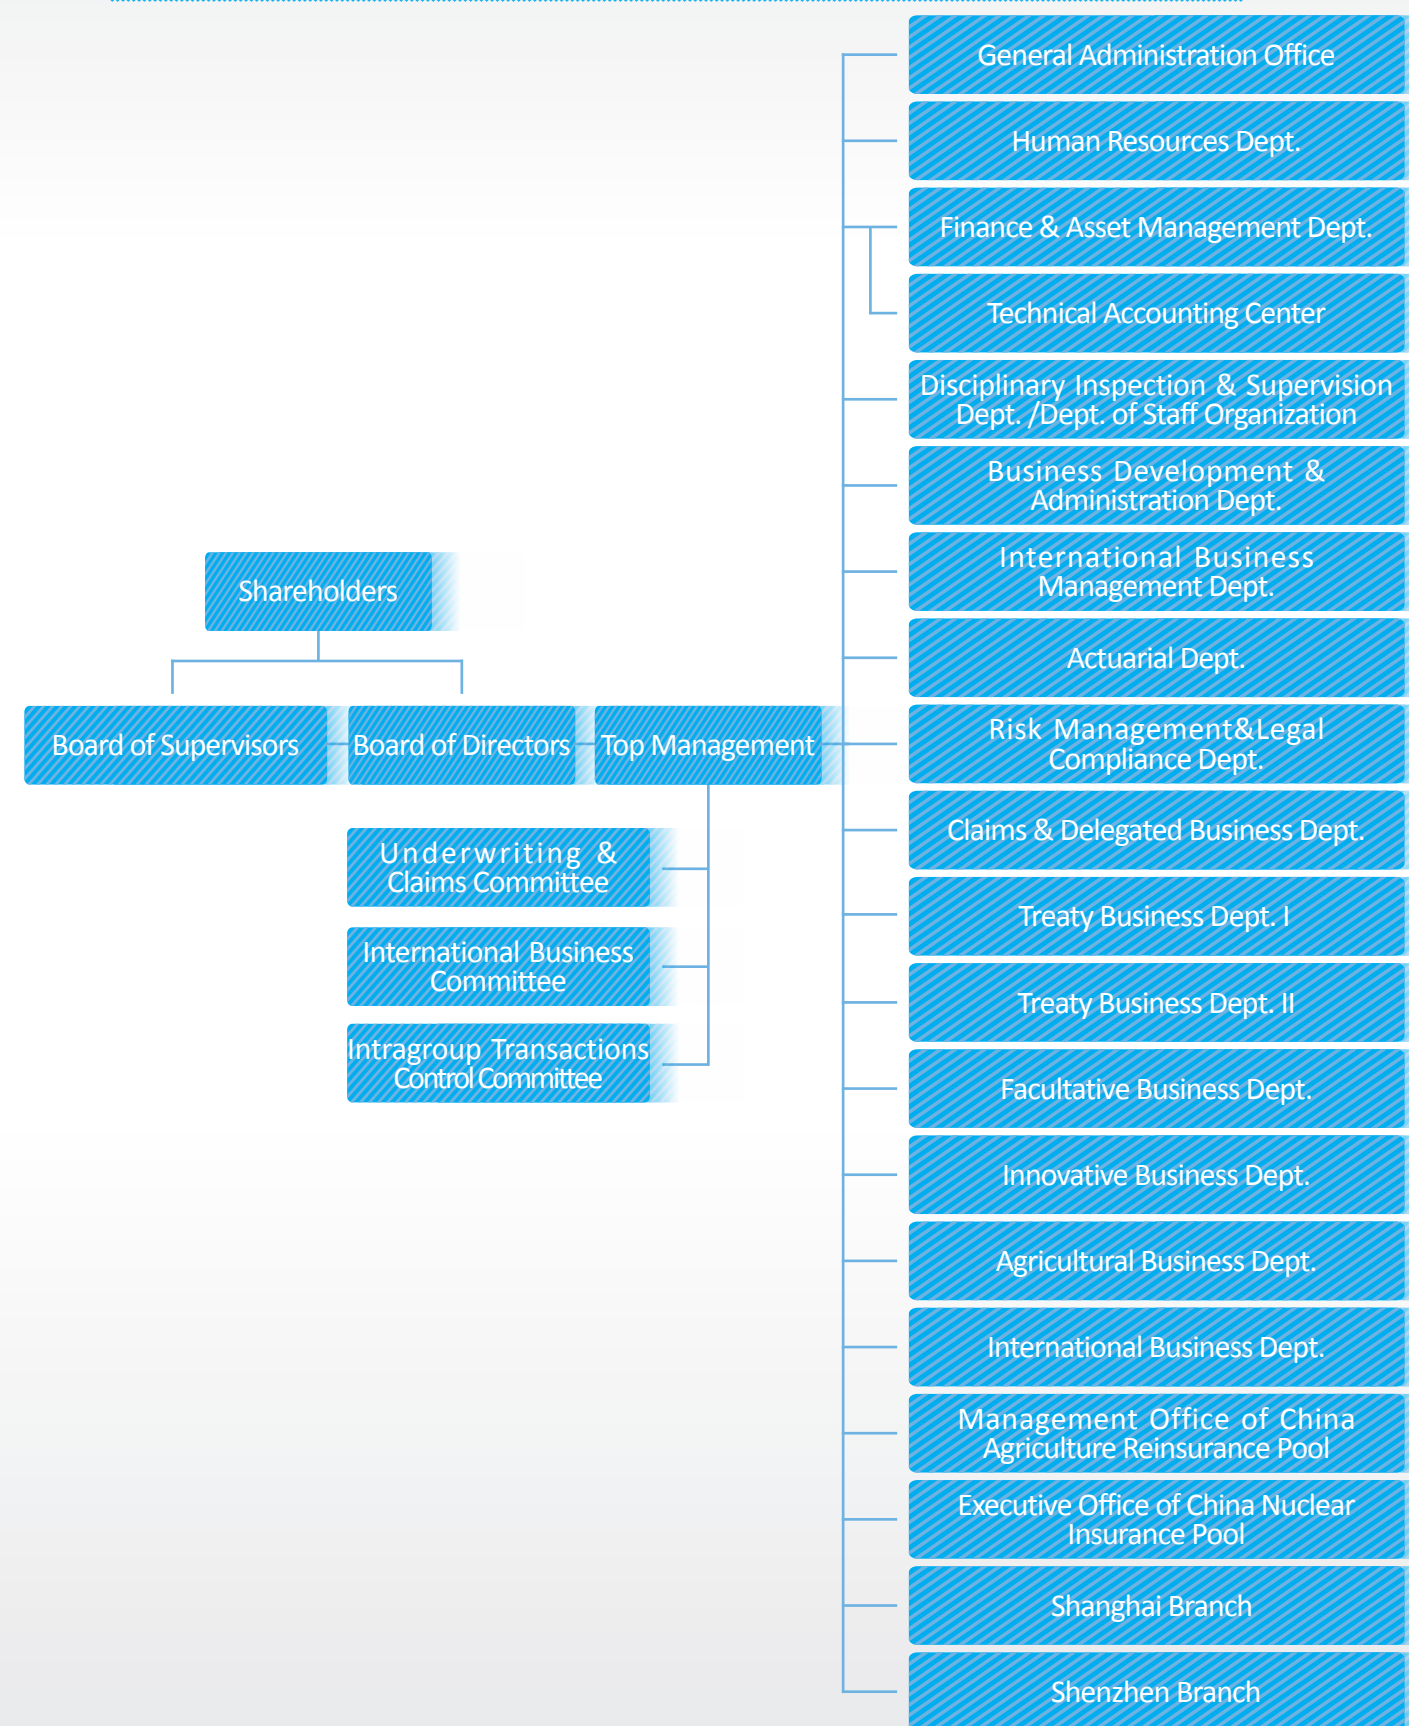 General Administration Office
Human Resources Dept.
Finance & Asset Management Dept.
Technical Accounting Center
Disciplinary Inspection & Supervision
Dept. /Dept. of Staff Organization
Business Development &
Administration Dept.
International Business
Management Dept.
Shareholders
Actuarial Dept.
Board of Supervisors
Board of Directors
Top Management
Risk Management&Legal
Compliance Dept.
Underwriting &
Claims Committee
International Business
Committee
Intragroup Transactions
Control Committee
Claims & Delegated Business Dept.
Treaty Business Dept. I
Treaty Business Dept. II
Facultative Business Dept.
Innovative Business Dept.
Agricultural Business Dept.
International Business Dept.
Management Office of China
Agriculture Reinsurance Pool
Executive Office of China Nuclear
Insurance Pool
Shanghai Branch
Shenzhen Branch